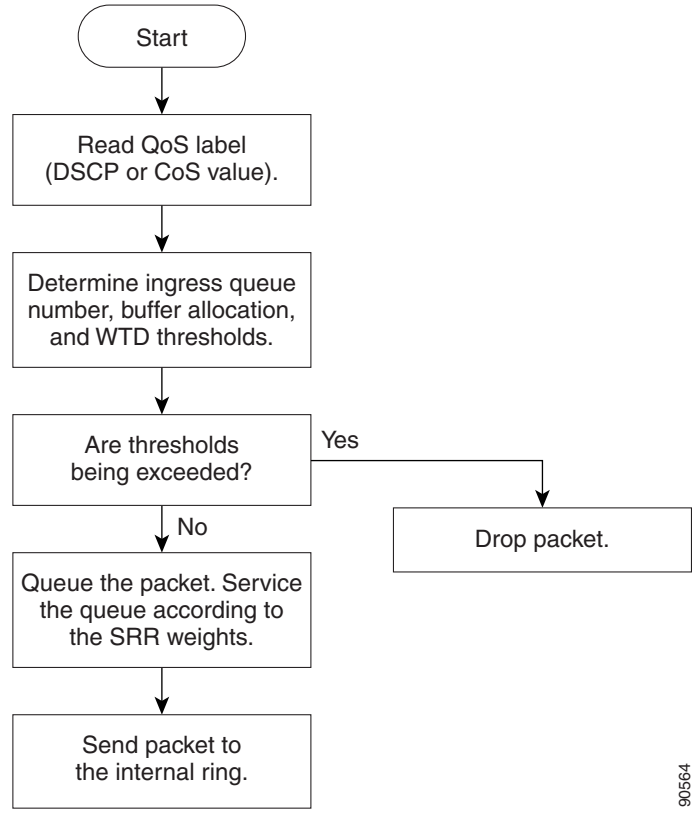 Start
Read QoS label
(DSCP or CoS value).
Determine ingress queue
number, buffer allocation,
and WTD thresholds.
Are thresholds
being exceeded?
Yes
No
Drop packet.
Queue the packet. Service
the queue according to
the SRR weights.
Send packet to
the internal ring.
90564